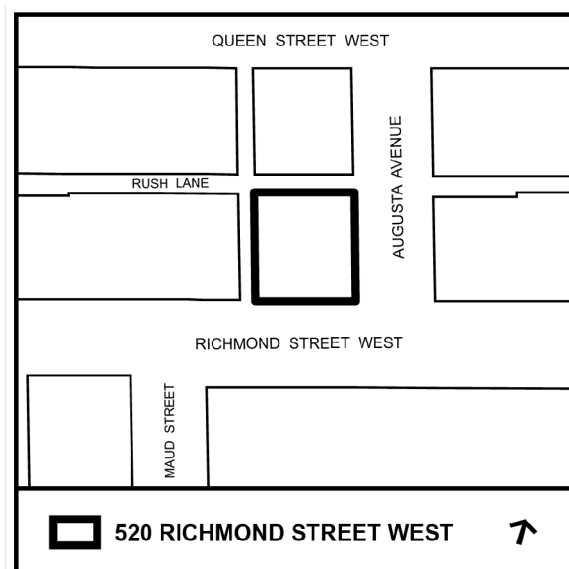 QUEEN STREET WEST
AUGUSTA AVENUE
RUSH LANE
RICHMOND STREET WEST
MAUD STREET
520 RICHMOND STREET WEST